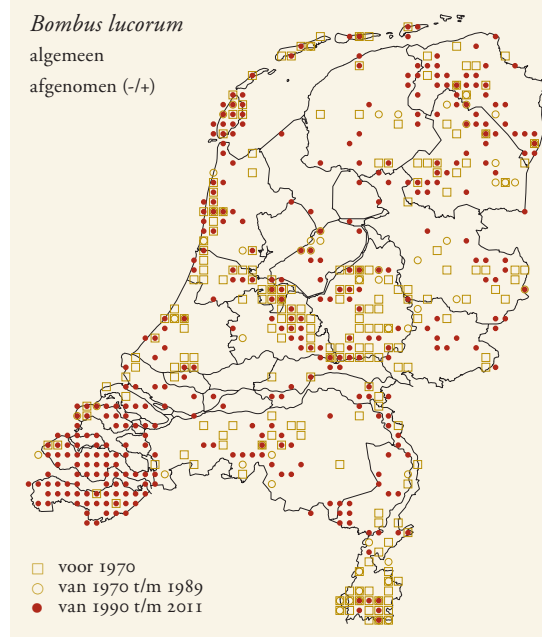 Bombus lucorum
algemeen
afgenomen (-/+)
voor 1970
van 1970 t/m 1989
van 1990 t/m 2011